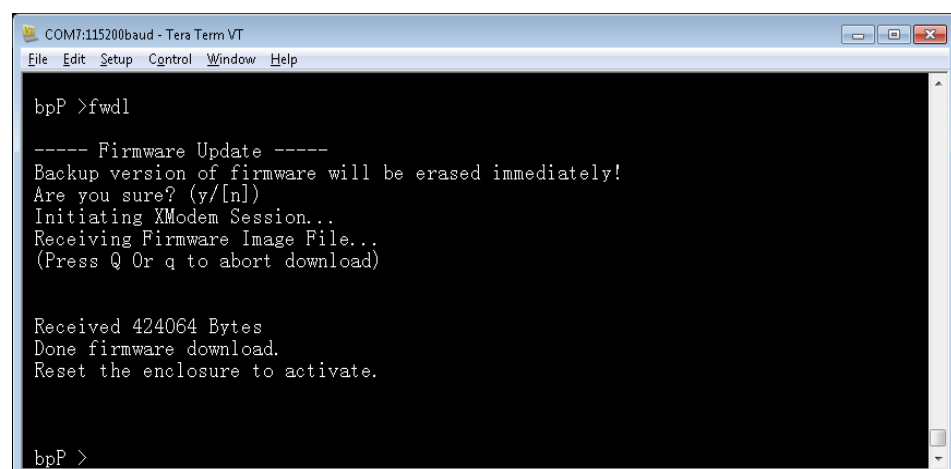 COM7:115200baud - Tera Term VT
File Edit Setup Control Window Help
bpP >fwdl
----- Firmware Update -----
Backup version of firmware will be erased immediately!
Are you sure? (y/[n])
Initiating XModem Session...
Receiving Firmware Image File...
(Press Q Or q to abort download)
Received 424064 Bytes
Done firmware download.
Reset the enclosure to activate.
bpP >